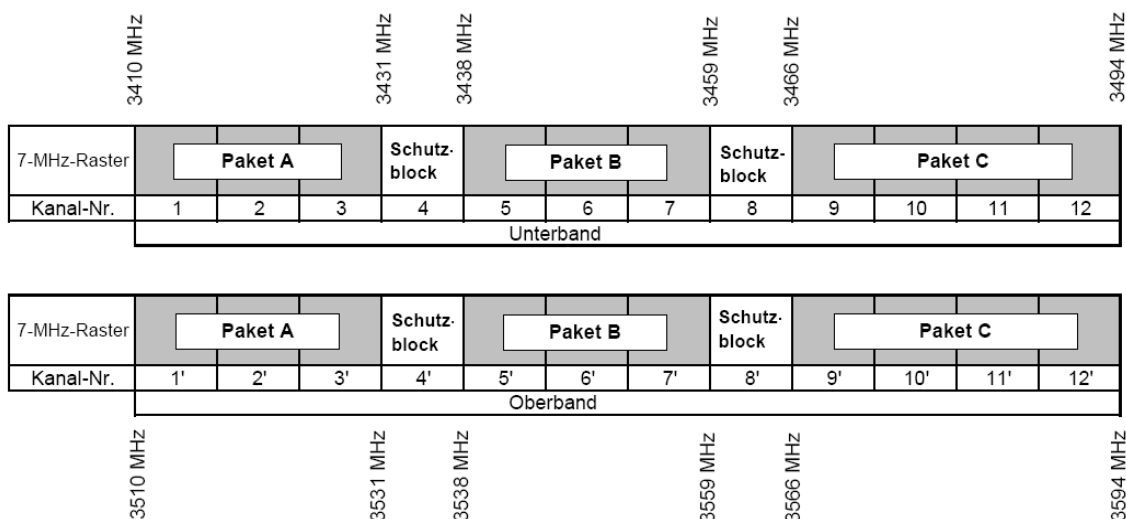 3410 MHz 3431 MHz 3438 MHz 3459 MHz 3466 MHz 3494 MHz
7-MHz-Raster Paket A Schutz- Paket B Schutz- Paket C
block block
Kanal-Nr. 1 2 3 4 5 6 7 8 9 10 11 12
Unterband
7-MHz-Raster Paket A Schutz- Paket B Schutz- Paket C
block block
Kanal-Nr. 1' 2' 3' 4' 5' 6' 7' 8' 9' 10' 11' 12'
Oberband
3510 MHz 3531 MHz 3538 MHz 3559 MHz 3566 MHz 3594 MHz